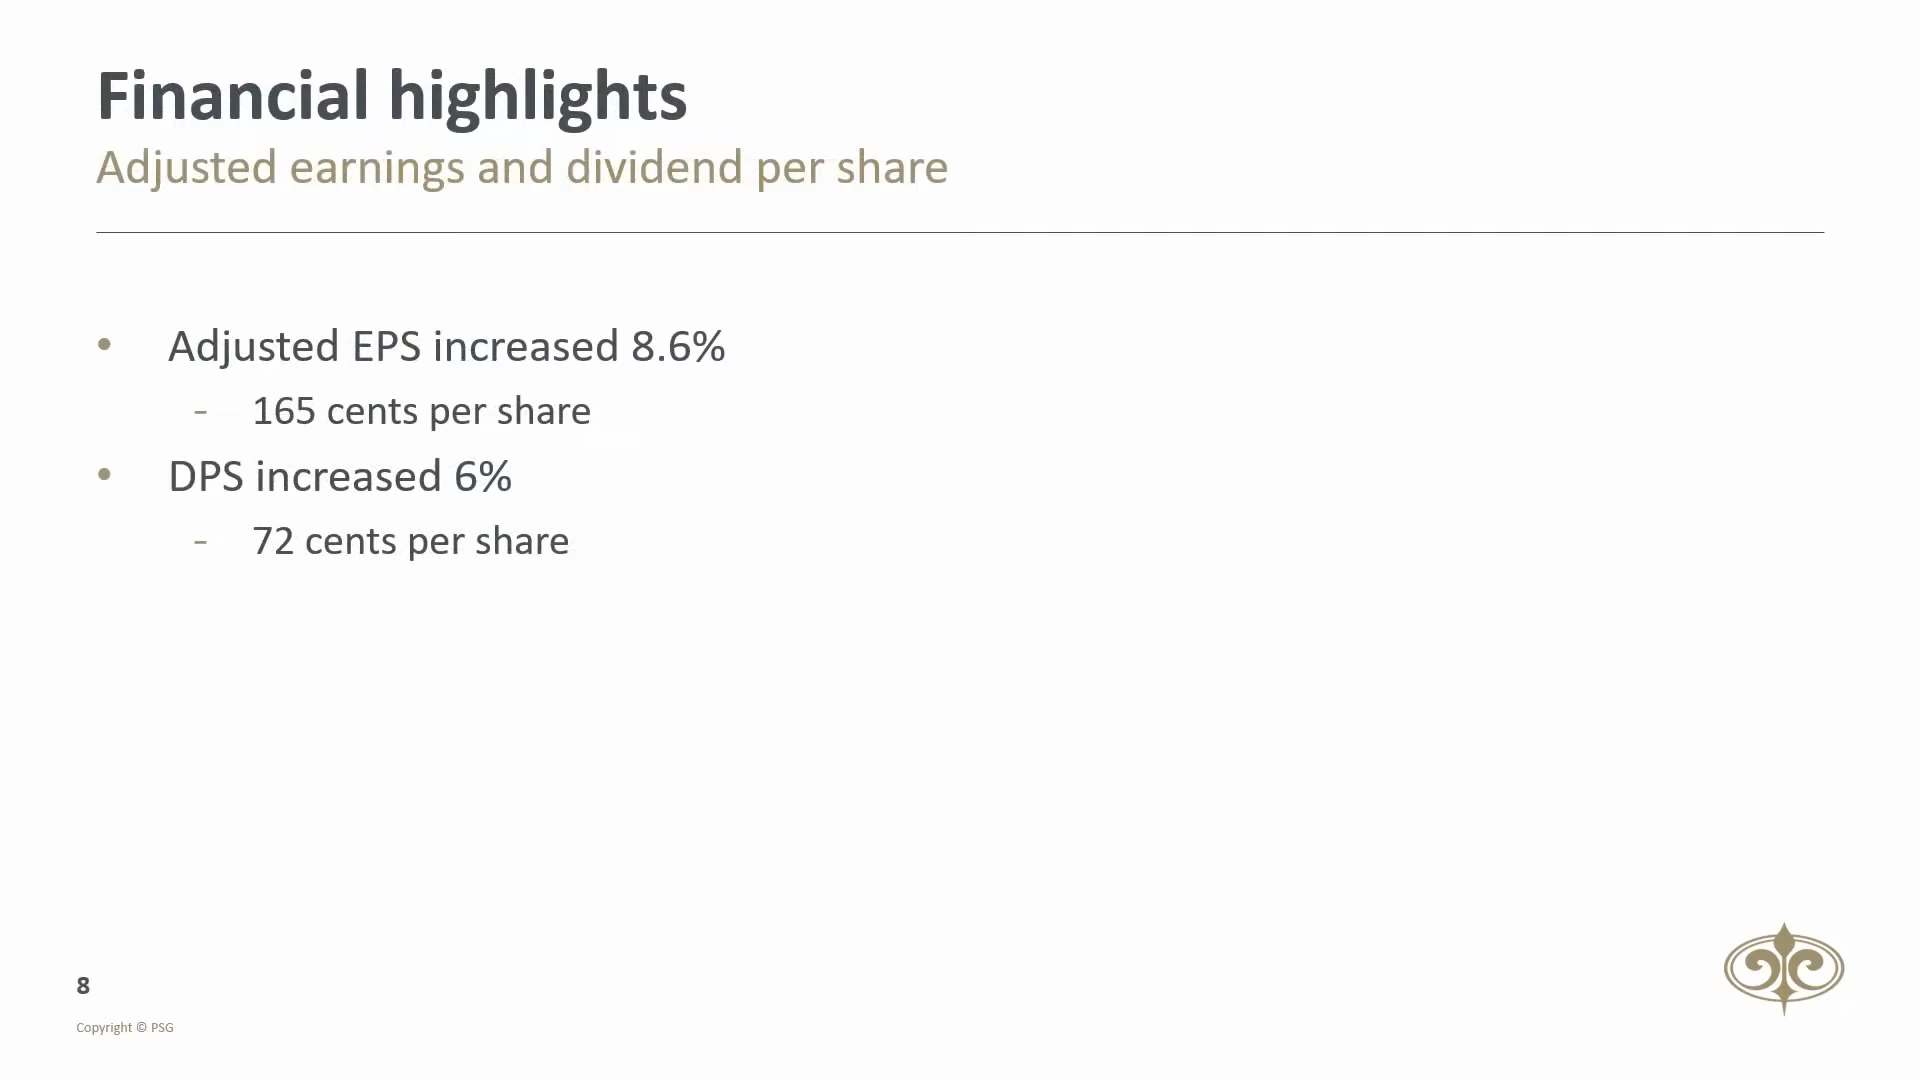 Financial highlights
Adjusted earnings and dividend per share
• Adjusted EPS increased 8.6%
- 165 cents per share
• DPS increased 6%
- 72 cents per share
8
Copyright © PSG